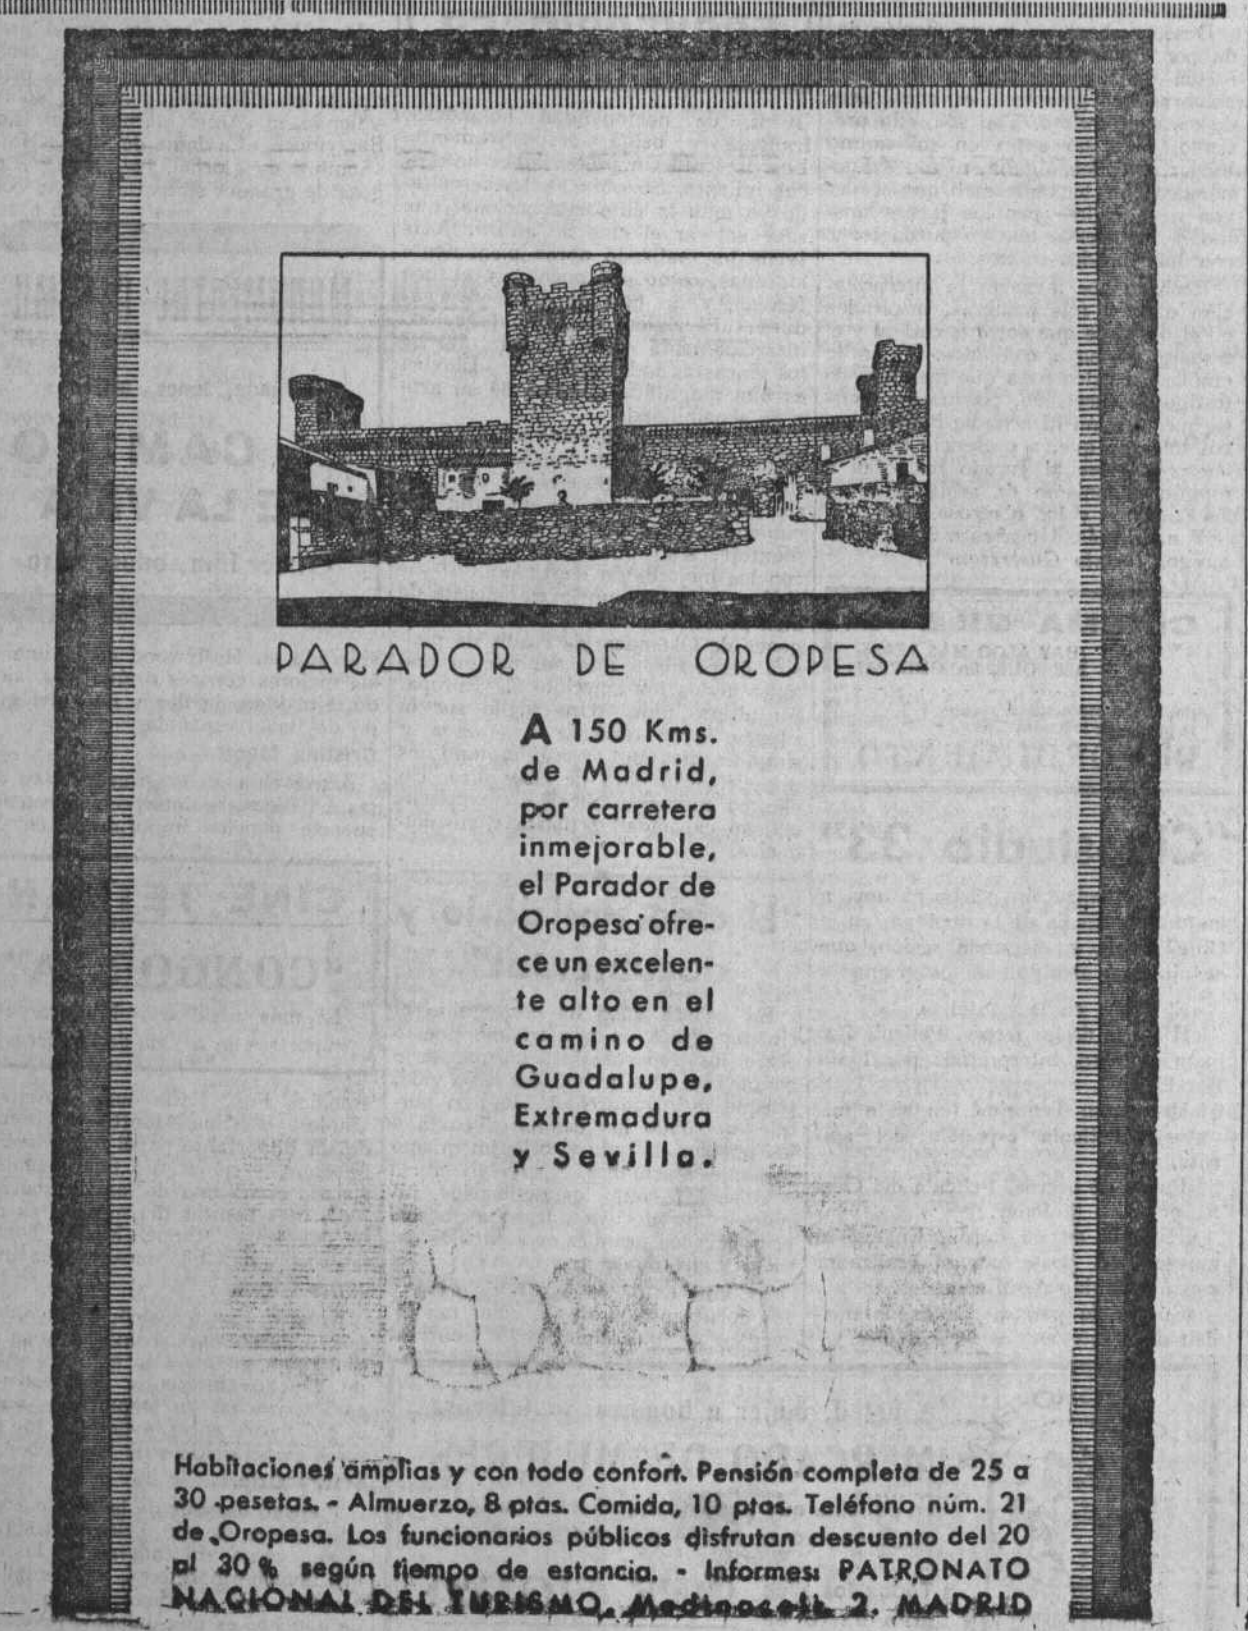 PARADOR DE OROPESA
A 150 Kms.
de Madrid,
por carretera
inmejorable,
el Parador de
Oropesa ofre-
ce un excelen-
te alto en el
camino de
Guadalupe,
Extremadura
y Sevilla.
Habitaciones amplias y con todo confort. Pensión completa de 25 a
30 pesetas. - Almuerzo, 8 ptas. Comida, 10 ptas. Teléfono núm. 21
de Oropesa. Los funcionarios públicos disfrutan descuento del 20
al 30 % según tiempo de estancia. - Informes: PATRONATO
NACIONAL DEL TURISMO. Medinaceli, 2. MADRID